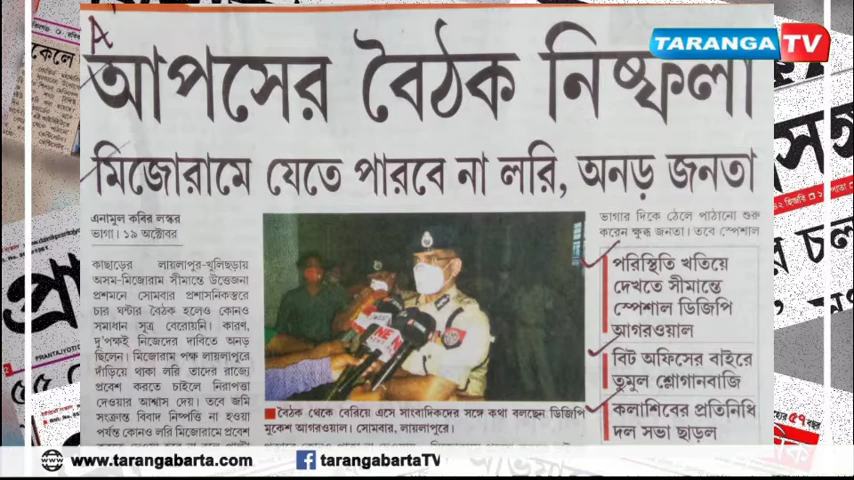 TARANGA TV
A
আপসের বৈঠক নিষ্ফলা
মিজোরামে যেতে পারবে না লরি, অনড় জনতা
এনামুল কবির লস্কর
ভাগা। ১৯ অক্টোবর
কাছাড়ের লায়লাপুর-খুলিছড়ায়
অসম-মিজোরাম সীমান্তে উত্তেজনা
প্রশমনে সোমবার প্রশাসনিকস্তরে
চার ঘন্টার বৈঠক হলেও কোনও
সমাধান সূত্র বেরোয়নি। কারণ,
দু'পক্ষই নিজেদের দাবিতে অনড়
ছিলেন। মিজোরাম পক্ষ লায়লাপুরে
দাঁড়িয়ে থাকা লরি তাদের রাজ্যে
প্রবেশ করতে চাইলে নিরাপত্তা
দেওয়ার আশ্বাস দেয়। তবে জমি
সংক্রান্ত বিবাদ নিষ্পত্তি না হওয়া
পর্যন্ত কোনও লরি মিজোরামে প্রবেশ
বৈঠক থেকে বেরিয়ে এসে সাংবাদিকদের সঙ্গে কথা বলছেন ডিজিপি
মুকেশ আগরওয়াল। সোমবার, লায়লাপুরে।
ভাগার দিকে ঠেলে পাঠানো শুরু
করেন ক্ষুব্ধ জনতা। তবে স্পেশাল
পরিস্থিতি খতিয়ে
দেখতে সীমান্তে
স্পেশাল ডিজিপি
আগরওয়াল
বিট অফিসের বাইরে
তুমুল শ্লোগানবাজি
কলাশিবের প্রতিনিধি
দল সভা ছাড়ল
www.tarangabarta.com
tarangabartaTV